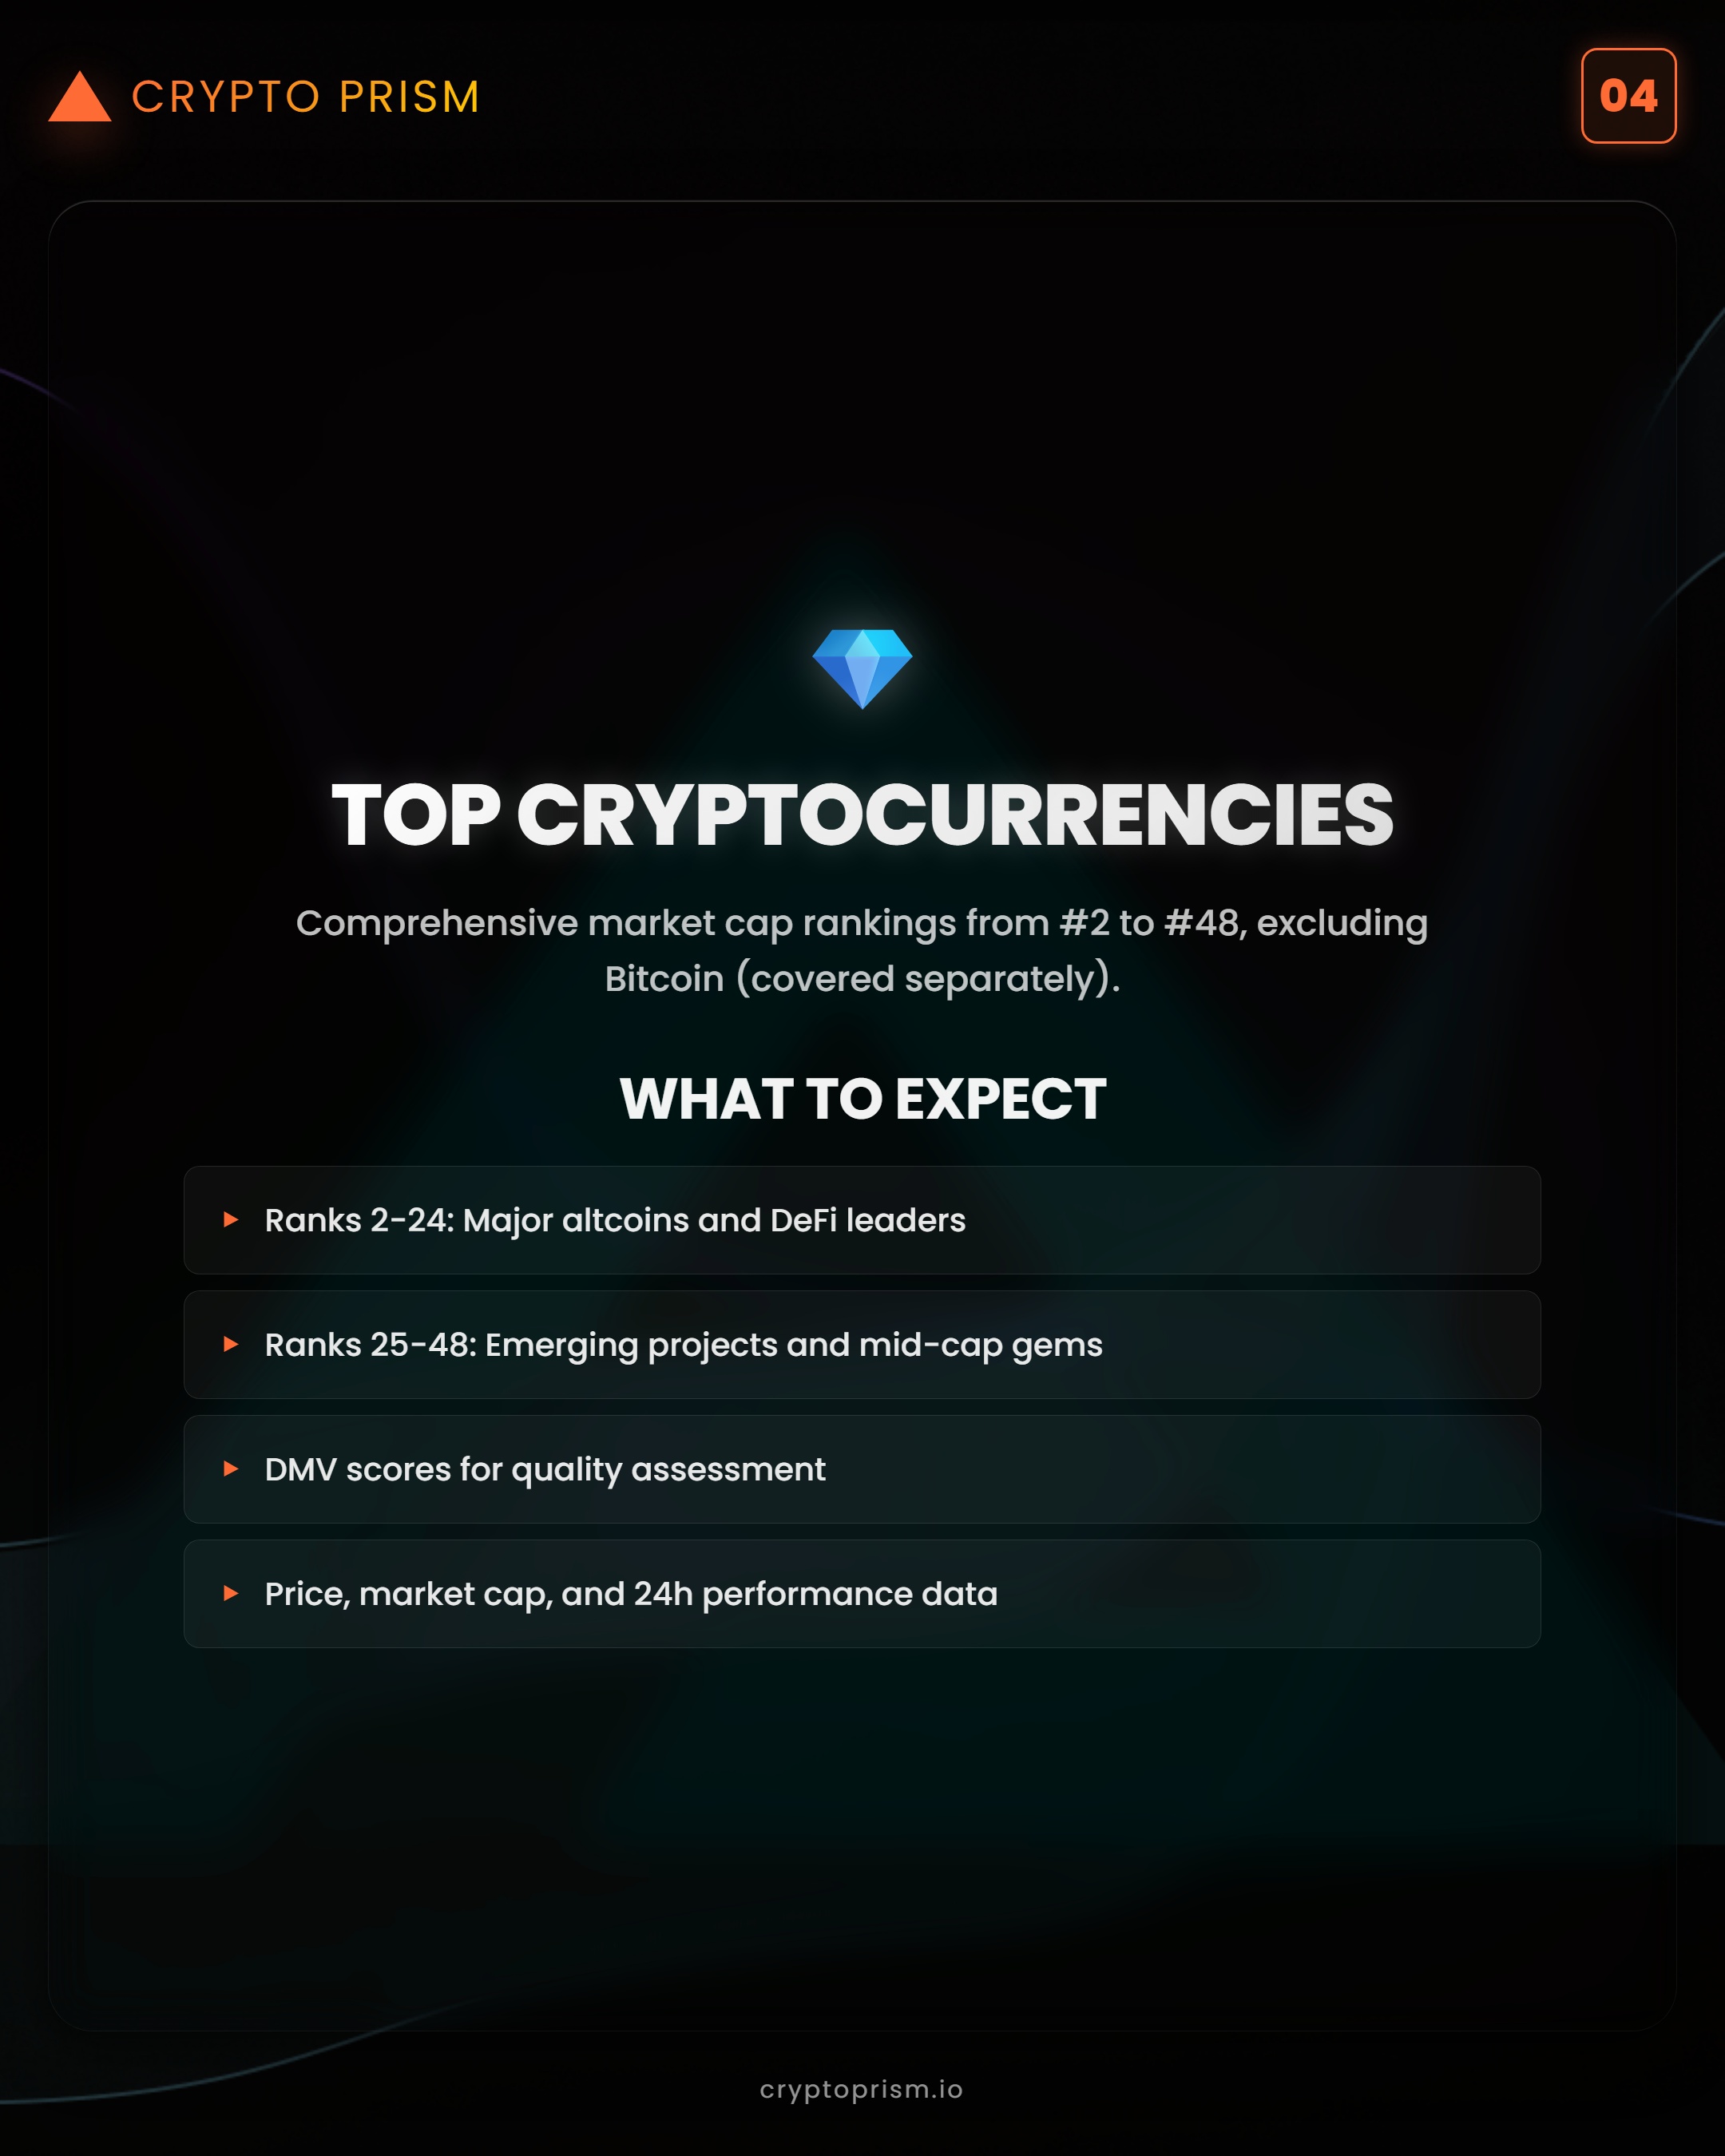 CRYPTO PRISM
04
TOP CRYPTOCURRENCIES
Comprehensive market cap rankings from #2 to #48, excluding
Bitcoin (covered separately).
WHAT TO EXPECT
Ranks 2-24: Major altcoins and DeFi leaders
Ranks 25-48: Emerging projects and mid-cap gems
DMV scores for quality assessment
Price, market cap, and 24h performance data
cryptoprism.io